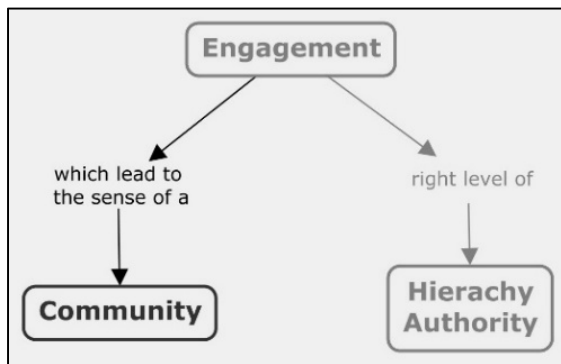 Engagement
which lead to
the sense of a
right level of
Community
Hierachy
Authority